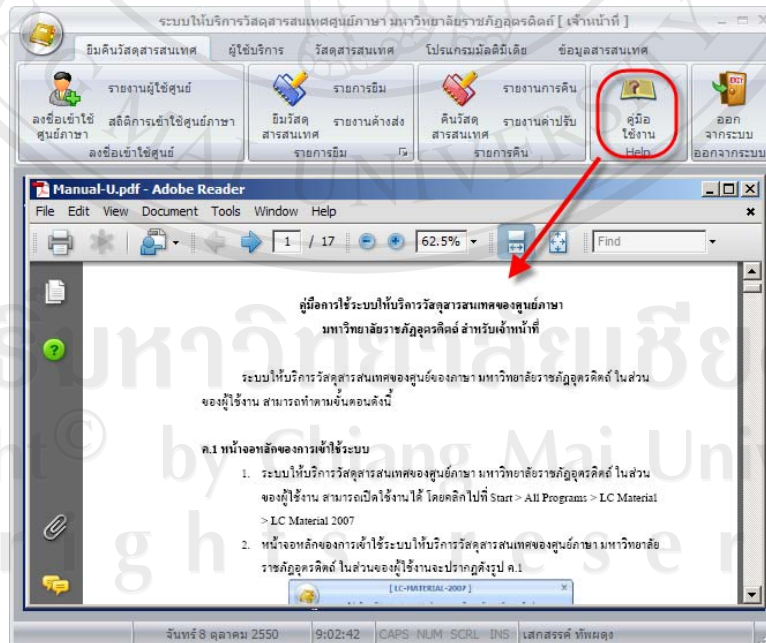 ระบบให้บริการวัสดุสารสนเทศศูนย์ภาษา มหาวิทยาลัยราชภัฏอุตรดิตถ์ [ เจ้าหน้าที่ ]
ยืมคืนวัสดุสารสนเทศ ผู้ใช้บริการ วัสดุสารสนเทศ โปรแกรมมัลติมิเดีย ข้อมูลสารสนเทศ
รายงานผู้ใช้ศูนย์ รายการยืม รายงานการคืน
ลงชื่อเข้าใช้ศูนย์ภาษา สถิติการเข้าใช้ศูนย์ภาษา ยืมวัสดุสารสนเทศ รายงานค้างส่ง คืนวัสดุสารสนเทศ รายงานค่าปรับ คู่มือใช้งาน ออกจากระบบ
ลงชื่อเข้าใช้ศูนย์ รายการยืม รายการคืน Help ออกจากระบบ
Manual-U.pdf - Adobe Reader
File Edit View Document Tools Window Help
1 / 17 62.5% Find
คู่มือการใช้ระบบให้บริการวัสดุสารสนเทศของศูนย์ภาษา
มหาวิทยาลัยราชภัฏอุตรดิตถ์ สำหรับเจ้าหน้าที่
ระบบให้บริการวัสดุสารสนเทศของศูนย์ของภาษา มหาวิทยาลัยราชภัฏอุตรดิตถ์ ในส่วน
ของผู้ใช้งาน สามารถทำตามขั้นตอนดังนี้
ค.1 หน้าจอหลักของการเข้าใช้ระบบ
1. ระบบให้บริการวัสดุสารสนเทศของศูนย์ภาษา มหาวิทยาลัยราชภัฏอุตรดิตถ์ ในส่วน
ของผู้ใช้งาน สามารถเปิดใช้งานได้ โดยคลิกไปที่ Start > All Programs > LC Material
> LC Material 2007
2. หน้าจอหลักของการเข้าใช้ระบบให้บริการวัสดุสารสนเทศของศูนย์ภาษา มหาวิทยาลัย
ราชภัฏอุตรดิตถ์ ในส่วนของผู้ใช้งานจะปรากฏดังรูป ค.1
[ LC-MATERIAL-2007 ]
จันทร์ 8 ตุลาคม 2550 9:02:42 CAPS NUM SCRL INS เสกสรรค์ ทัพผดุง